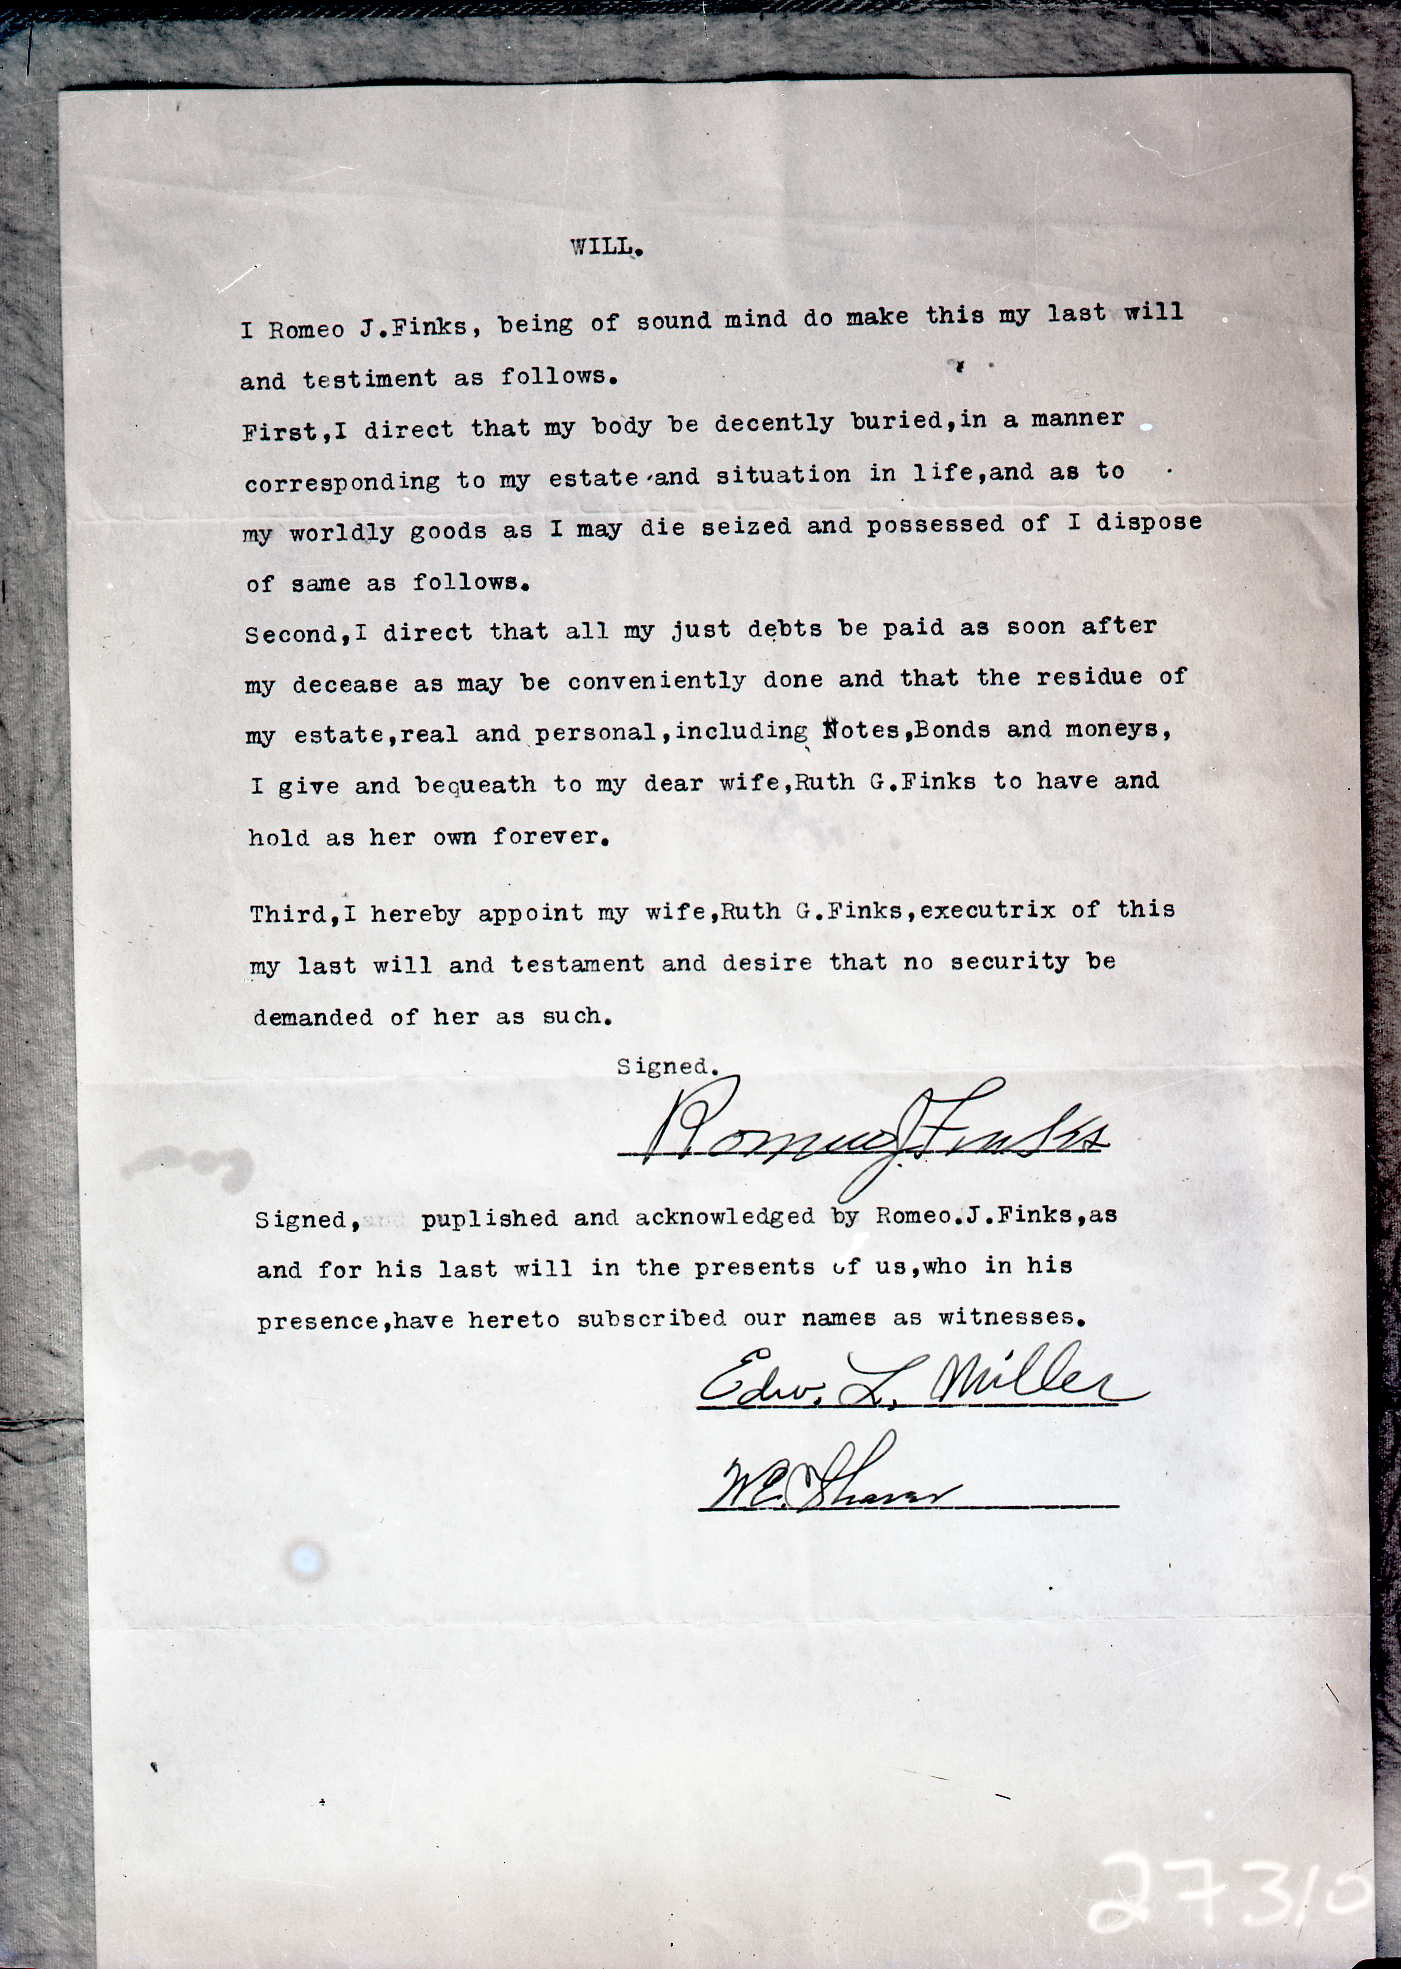 WILL.
I Romeo J.Finks, being of sound mind do make this my last will
and testiment as follows.
First,I direct that my body be decently buried,in a manner
corresponding to my estate and situation in life,and as to
my worldly goods as I may die seized and possessed of I dispose
of same as follows.
Second,I direct that all my just debts be paid as soon after
my decease as may be conveniently done and that the residue of
my estate,real and personal,including Notes,Bonds and moneys,
I give and bequeath to my dear wife,Ruth G.Finks to have and
hold as her own forever.
Third,I hereby appoint my wife,Ruth G.Finks,executrix of this
my last will and testament and desire that no security be
demanded of her as such.
Signed.
Romeo J. Finks
Signed, puplished and acknowledged by Romeo.J.Finks,as
and for his last will in the presents of us,who in his
presence,have hereto subscribed our names as witnesses.
Edw. L. Miller
W.E. Shaver
27310